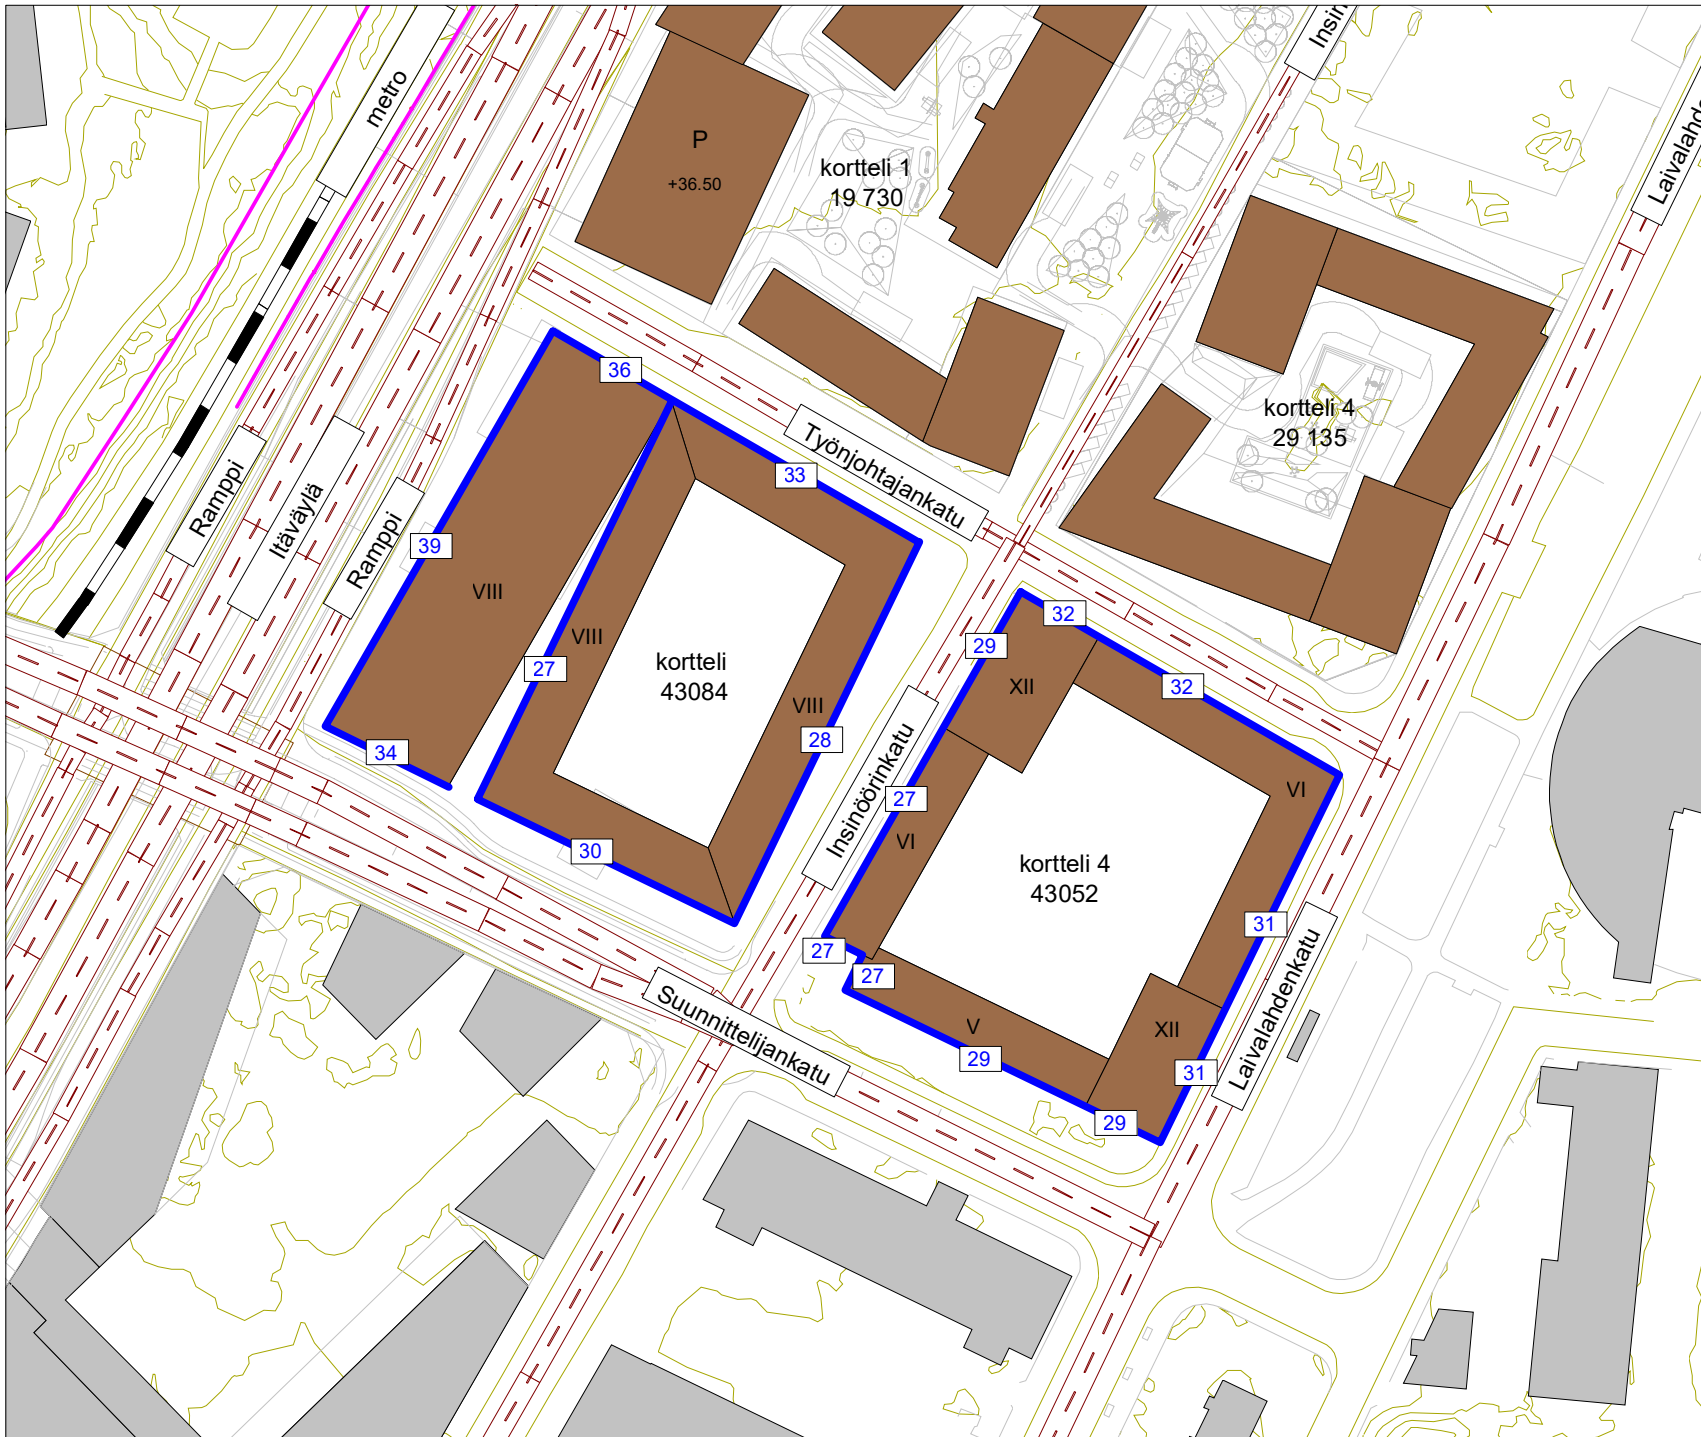 metro
Insin
P
+36.50
kortteli 1
19 730
Laivalahde
kortteli 4
29 135
36
33
Työnjohtajankatu
Ramppi
Itäväylä
Ramppi
39
VIII
VIII
27
kortteli
43084
VIII
28
34
30
29
32
XII
32
Insinöörinkatu
27
VI
VI
kortteli 4
43052
31
27
27
V
29
XII
31
29
Laivalahdenkatu
Suunnittelijankatu